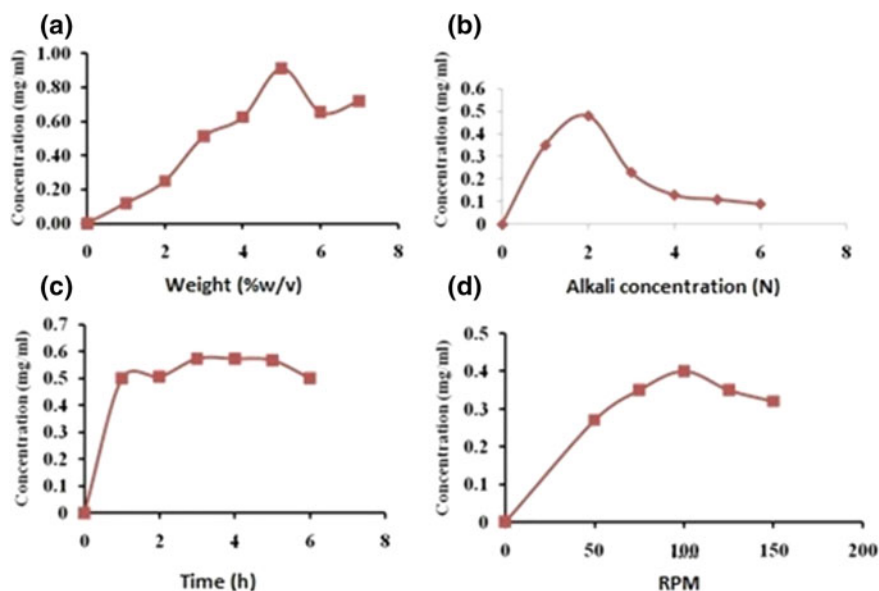 (a)
Concentration (mg/ml)
1.00
0.80
0.60
0.40
0.20
0.00
0 2 4 6 8
Weight (%w/v)
(b)
Concentration (mg/ml)
0.6
0.5
0.4
0.3
0.2
0.1
0
0 2 4 6 8
Alkali concentration (N)
(c)
Concentration (mg/ml)
0.7
0.6
0.5
0.4
0.3
0.2
0.1
0
0 2 4 6 8
Time (h)
(d)
Concentration (mg/ml)
0.5
0.4
0.3
0.2
0.1
0
0 50 100 150 200
RPM